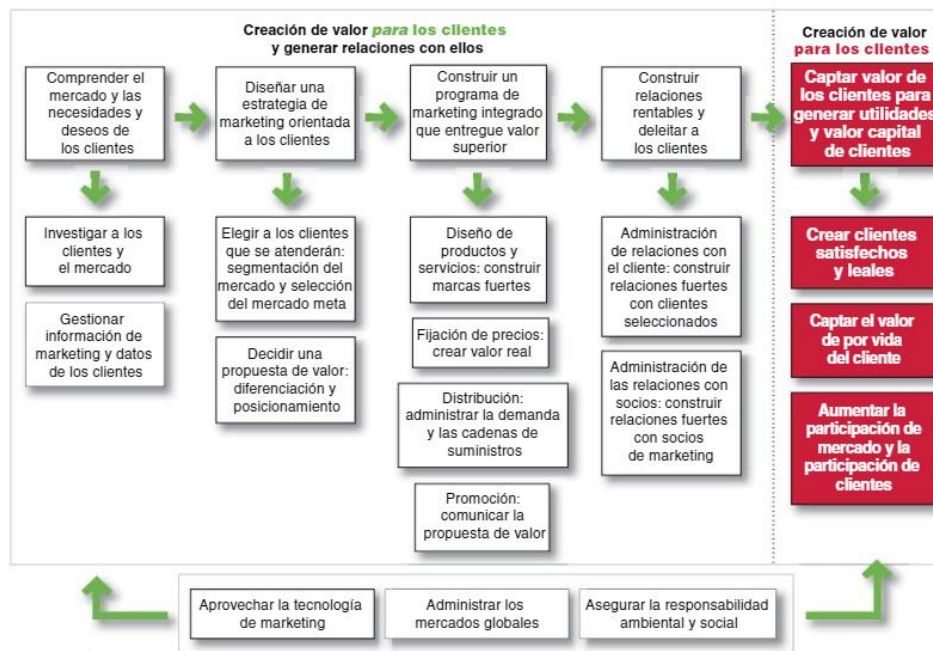 Creación de valor para los clientes
y generar relaciones con ellos
Creación de valor
para los clientes
Comprender el
mercado y las
necesidades y
deseos de
los clientes
Diseñar una
estrategia de
marketing orientada
a los clientes
Construir un
programa de
marketing integrado
que entregue valor
superior
Construir
relaciones
rentables y
deleitar a
los clientes
Captar valor de
los clientes para
generar utilidades
y valor capital
de clientes
Investigar a los
clientes y
el mercado
Gestionar
información de
marketing y datos
de los clientes
Elegir a los clientes
que se atenderán:
segmentación del
mercado y selección
del mercado meta
Decidir una
propuesta de valor:
diferenciación y
posicionamiento
Diseño de
productos y
servicios: construir
marcas fuertes
Fijación de precios:
crear valor real
Distribución:
administrar la demanda
y las cadenas de
suministros
Promoción:
comunicar la
propuesta de valor
Administración
de relaciones con
el cliente: construir
relaciones fuertes
con clientes
seleccionados
Administración de
las relaciones con
socios: construir
relaciones fuertes
con socios
de marketing
Crear clientes
satisfechos
y leales
Captar el valor
de por vida
del cliente
Aumentar la
participación de
mercado y la
participación de
clientes
Aprovechar la tecnología
de marketing
Administrar los
mercados globales
Asegurar la responsabilidad
ambiental y social